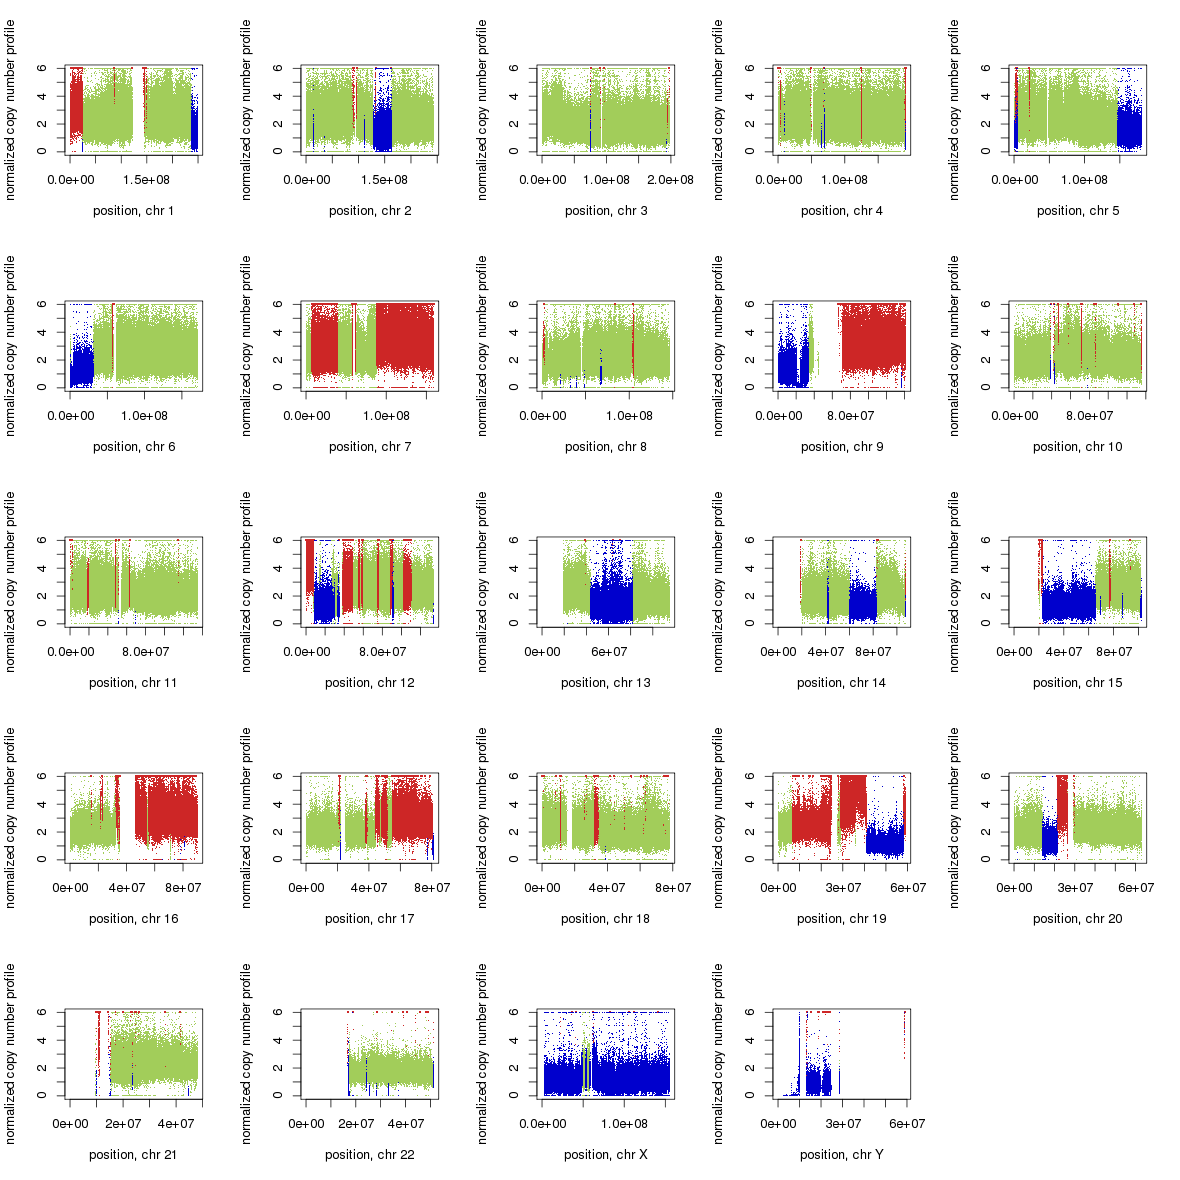 normalized copy number profile
0 2 4 6
0.0e+00 1.5e+08
position, chr 1
normalized copy number profile
0 2 4 6
0.0e+00 1.5e+08
position, chr 2
normalized copy number profile
0 2 4 6
0.0e+00 1.0e+08 2.0e+08
position, chr 3
normalized copy number profile
0 2 4 6
0.0e+00 1.0e+08
position, chr 4
normalized copy number profile
0 2 4 6
0.0e+00 1.0e+08
position, chr 5
normalized copy number profile
0 2 4 6
0.0e+00 1.0e+08
position, chr 6
normalized copy number profile
0 2 4 6
0.0e+00 1.0e+08
position, chr 7
normalized copy number profile
0 2 4 6
0.0e+00 1.0e+08
position, chr 8
normalized copy number profile
0 2 4 6
0.0e+00 8.0e+07
position, chr 9
normalized copy number profile
0 2 4 6
0.0e+00 8.0e+07
position, chr 10
normalized copy number profile
0 2 4 6
0.0e+00 8.0e+07
position, chr 11
normalized copy number profile
0 2 4 6
0.0e+00 8.0e+07
position, chr 12
normalized copy number profile
0 2 4 6
0e+00 6e+07
position, chr 13
normalized copy number profile
0 2 4 6
0e+00 4e+07 8e+07
position, chr 14
normalized copy number profile
0 2 4 6
0e+00 4e+07 8e+07
position, chr 15
normalized copy number profile
0 2 4 6
0e+00 4e+07 8e+07
position, chr 16
normalized copy number profile
0 2 4 6
0e+00 4e+07 8e+07
position, chr 17
normalized copy number profile
0 2 4 6
0e+00 4e+07 8e+07
position, chr 18
normalized copy number profile
0 2 4 6
0e+00 3e+07 6e+07
position, chr 19
normalized copy number profile
0 2 4 6
0e+00 3e+07 6e+07
position, chr 20
normalized copy number profile
0 2 4 6
0e+00 2e+07 4e+07
position, chr 21
normalized copy number profile
0 2 4 6
0e+00 2e+07 4e+07
position, chr 22
normalized copy number profile
0 2 4 6
0.0e+00 1.0e+08
position, chr X
normalized copy number profile
0 2 4 6
0e+00 3e+07 6e+07
position, chr Y